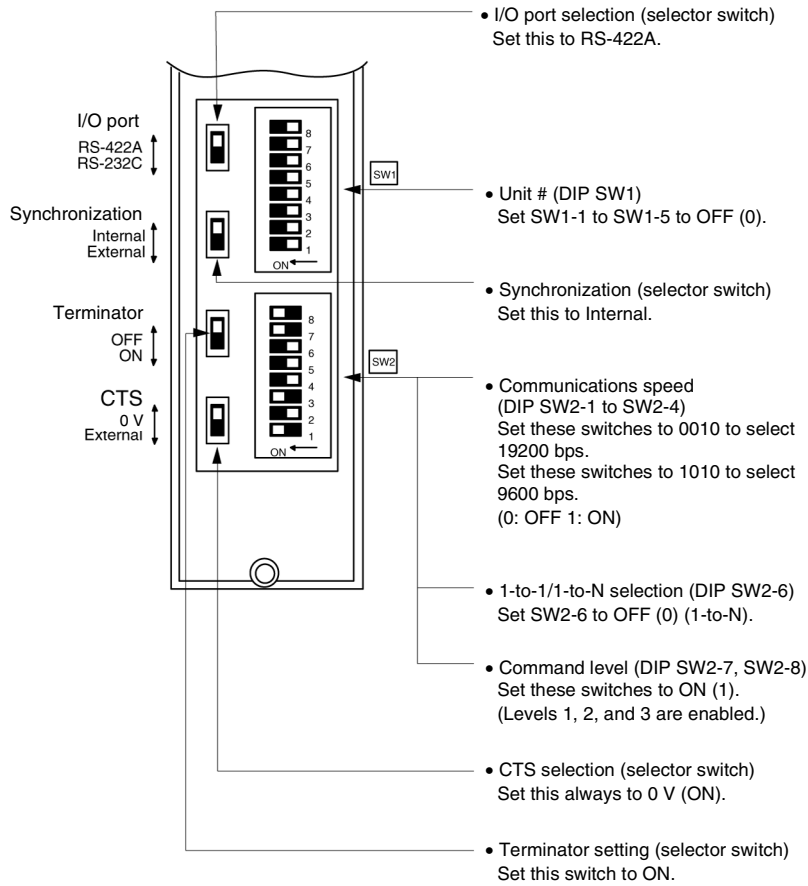 • I/O port selection (selector switch)
Set this to RS-422A.
I/O port
RS-422A
RS-232C
Synchronization
Internal
External
Terminator
OFF
ON
CTS
0 V
External
8
7
6
5
4
3
2
1
ON
SW1
8
7
6
5
4
3
2
1
ON
SW2
• Unit # (DIP SW1)
Set SW1-1 to SW1-5 to OFF (0).
• Synchronization (selector switch)
Set this to Internal.
• Communications speed
(DIP SW2-1 to SW2-4)
Set these switches to 0010 to select
19200 bps.
Set these switches to 1010 to select
9600 bps.
(0: OFF 1: ON)
• 1-to-1/1-to-N selection (DIP SW2-6)
Set SW2-6 to OFF (0) (1-to-N).
• Command level (DIP SW2-7, SW2-8)
Set these switches to ON (1).
(Levels 1, 2, and 3 are enabled.)
• CTS selection (selector switch)
Set this always to 0 V (ON).
• Terminator setting (selector switch)
Set this switch to ON.